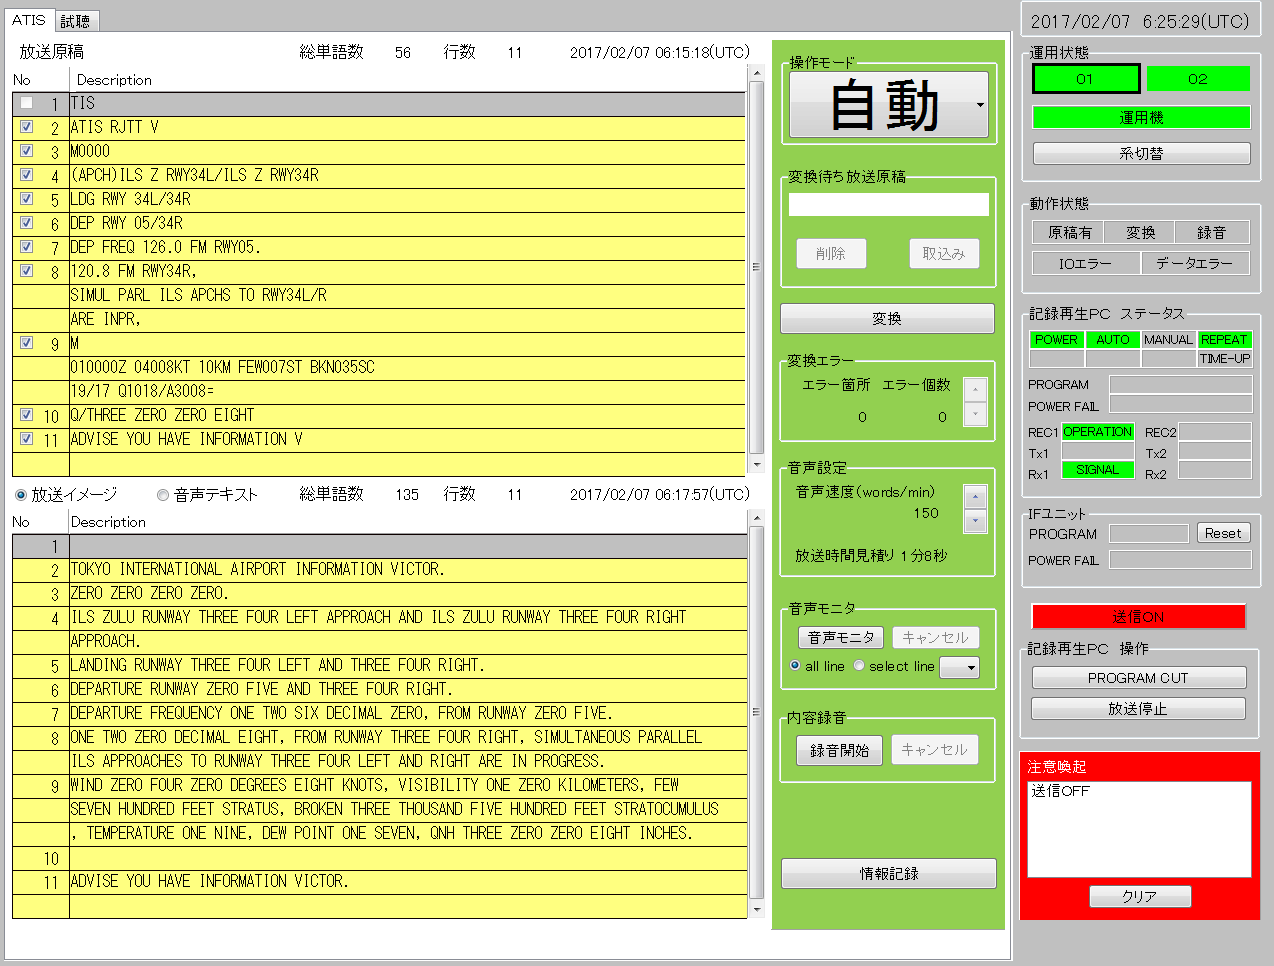 ATIS 試聴
放送原稿 総単語数 56 行数 11 2017/02/07 06:15:18(UTC)
No Description
1 TIS
2 ATIS RJTT V
3 M0000
4 (APCH)ILS Z RWY34L/ILS Z RWY34R
5 LDG RWY 34L/34R
6 DEP RWY 05/34R
7 DEP FREQ 126.0 FM RWY05.
8 120.8 FM RWY34R,
SIMUL PARL ILS APCHS TO RWY34L/R
ARE INPR,
9 M
010000Z 04008KT 10KM FEW007ST BKN035SC
19/17 Q1018/A3008=
10 Q/THREE ZERO ZERO EIGHT
11 ADVISE YOU HAVE INFORMATION V
放送イメージ 音声テキスト 総単語数 135 行数 11 2017/02/07 06:17:57(UTC)
No Description
1
2 TOKYO INTERNATIONAL AIRPORT INFORMATION VICTOR.
3 ZERO ZERO ZERO ZERO.
4 ILS ZULU RUNWAY THREE FOUR LEFT APPROACH AND ILS ZULU RUNWAY THREE FOUR RIGHT
APPROACH.
5 LANDING RUNWAY THREE FOUR LEFT AND THREE FOUR RIGHT.
6 DEPARTURE RUNWAY ZERO FIVE AND THREE FOUR RIGHT.
7 DEPARTURE FREQUENCY ONE TWO SIX DECIMAL ZERO, FROM RUNWAY ZERO FIVE.
8 ONE TWO ZERO DECIMAL EIGHT, FROM RUNWAY THREE FOUR RIGHT, SIMULTANEOUS PARALLEL
ILS APPROACHES TO RUNWAY THREE FOUR LEFT AND RIGHT ARE IN PROGRESS.
9 WIND ZERO FOUR ZERO DEGREES EIGHT KNOTS, VISIBILITY ONE ZERO KILOMETERS, FEW
SEVEN HUNDRED FEET STRATUS, BROKEN THREE THOUSAND FIVE HUNDRED FEET STRATOCUMULUS
, TEMPERATURE ONE NINE, DEW POINT ONE SEVEN, QNH THREE ZERO ZERO EIGHT INCHES.
10
11 ADVISE YOU HAVE INFORMATION VICTOR.
操作モード
自動
変換待ち放送原稿
削除 取込み
変換
変換エラー
エラー箇所 エラー個数
0 0
音声設定
音声速度(words/min)
150
放送時間見積り 1分8秒
音声モニタ
音声モニタ キャンセル
all line select line
内容録音
録音開始 キャンセル
情報記録
2017/02/07 6:25:29(UTC)
運用状態
01 02
運用機
系切替
動作状態
原稿有 変換 録音
IOエラー データエラー
記録再生PC ステータス
POWER AUTO MANUAL REPEAT
TIME-UP
PROGRAM
POWER FAIL
REC1 OPERATION REC2
Tx1 Tx2
Rx1 SIGNAL Rx2
IFユニット
PROGRAM Reset
POWER FAIL
送信ON
記録再生PC 操作
PROGRAM CUT
放送停止
注意喚起
送信OFF
クリア